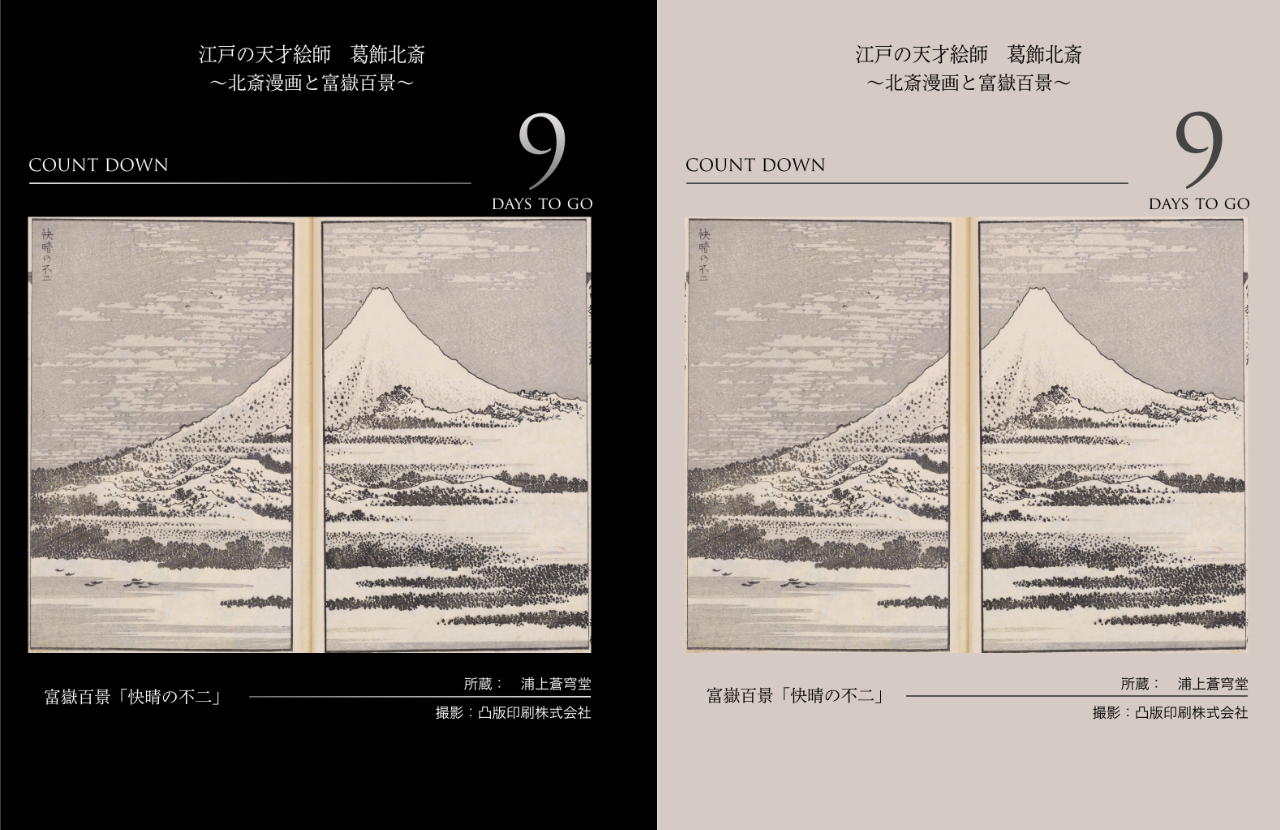 江戸の天才絵師　葛飾北斎
〜北斎漫画と富嶽百景〜
COUNT DOWN
9
DAYS TO GO
快晴の不二
富嶽百景「快晴の不二」
所蔵：　浦上蒼穹堂
撮影：凸版印刷株式会社
江戸の天才絵師　葛飾北斎
〜北斎漫画と富嶽百景〜
COUNT DOWN
9
DAYS TO GO
快晴の不二
富嶽百景「快晴の不二」
所蔵：　浦上蒼穹堂
撮影：凸版印刷株式会社